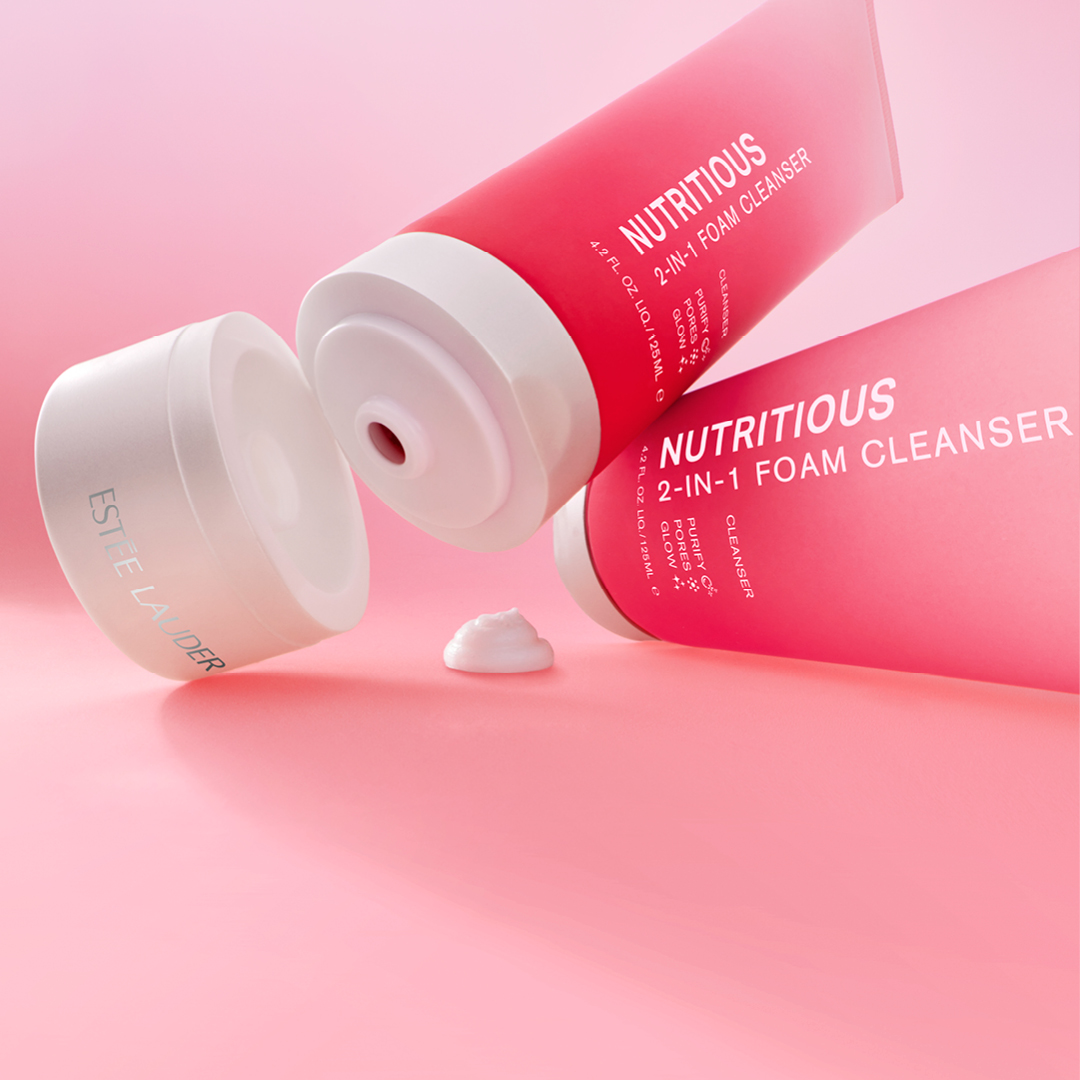 NUTRITIOUS
2-IN-1 FOAM CLEANSER
4.2 FL. OZ. LIQ./125ML e
PURIFY
PORES
GLOW
CLEANSER
ESTĒE LAUDER
NUTRITIOUS
2-IN-1 FOAM CLEANSER
4.2 FL. OZ. LIQ./125ML e
PURIFY
PORES
GLOW
CLEANSER